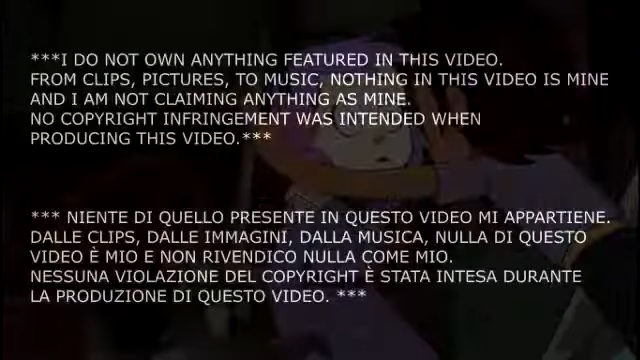 ***I DO NOT OWN ANYTHING FEATURED IN THIS VIDEO.
FROM CLIPS, PICTURES, TO MUSIC, NOTHING IN THIS VIDEO IS MINE
AND I AM NOT CLAIMING ANYTHING AS MINE.
NO COPYRIGHT INFRINGEMENT WAS INTENDED WHEN
PRODUCING THIS VIDEO.***
*** NIENTE DI QUELLO PRESENTE IN QUESTO VIDEO MI APPARTIENE.
DALLE CLIPS, DALLE IMMAGINI, DALLA MUSICA, NULLA DI QUESTO
VIDEO È MIO E NON RIVENDICO NULLA COME MIO.
NESSUNA VIOLAZIONE DEL COPYRIGHT È STATA INTESA DURANTE
LA PRODUZIONE DI QUESTO VIDEO. ***